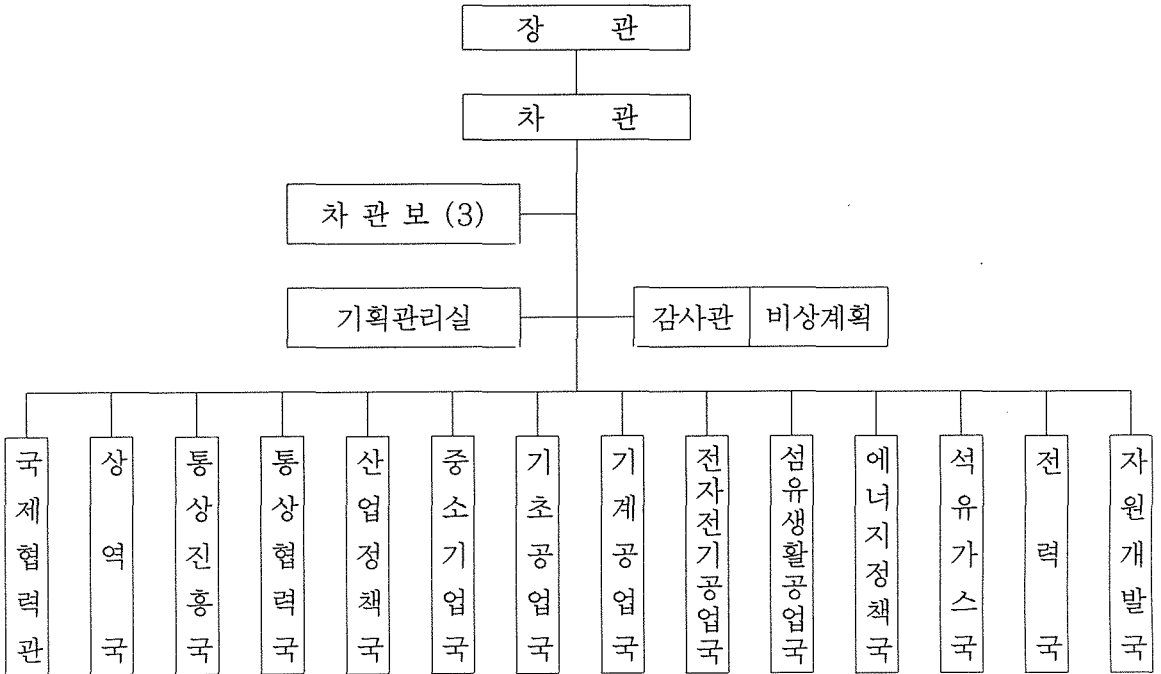 장 관
차 관
차 관 보 (3)
기획관리실
감사관 비상계획
국제협력관
상역국
통상진흥국
통상협력국
산업정책국
중소기업국
기초공업국
기계공업국
전자전기공업국
섬유생활공업국
에너지정책국
석유가스국
전력국
자원개발국